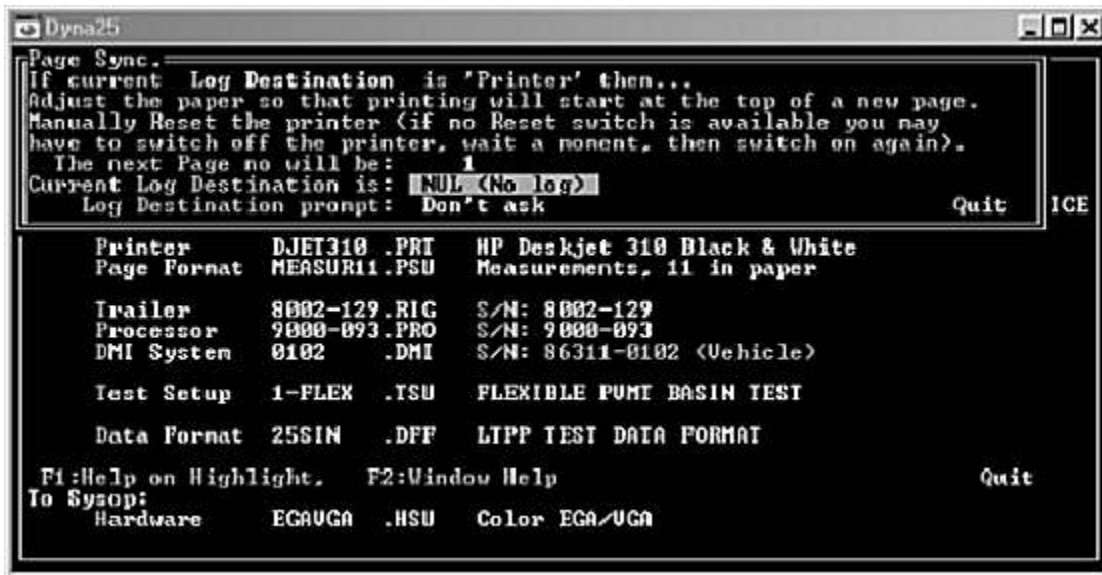 Dyna25
Page Sync.
If current Log Destination is 'Printer' then...
Adjust the paper so that printing will start at the top of a new page.
Manually Reset the printer (if no Reset switch is available you may
have to switch off the printer, wait a moment, then switch on again).
The next Page no will be: 1
Current Log Destination is: NUL (No log)
Log Destination prompt: Don't ask Quit ICE
Printer DJET310 .PRT HP Deskjet 310 Black & White
Page Format MEASUR11.PSU Measurements, 11 in paper
Trailer 8002-129.RIG S/N: 8002-129
Processor 9000-093.PRO S/N: 9000-093
DMI System 0102 .DMI S/N: 86311-0102 (Vehicle)
Test Setup 1-FLEX .TSU FLEXIBLE PVMT BASIN TEST
Data Format 25SIN .DFF LTPP TEST DATA FORMAT
F1:Help on Highlight, F2:Window Help Quit
To Sysop:
Hardware EGAVGA .HSU Color EGA/VGA